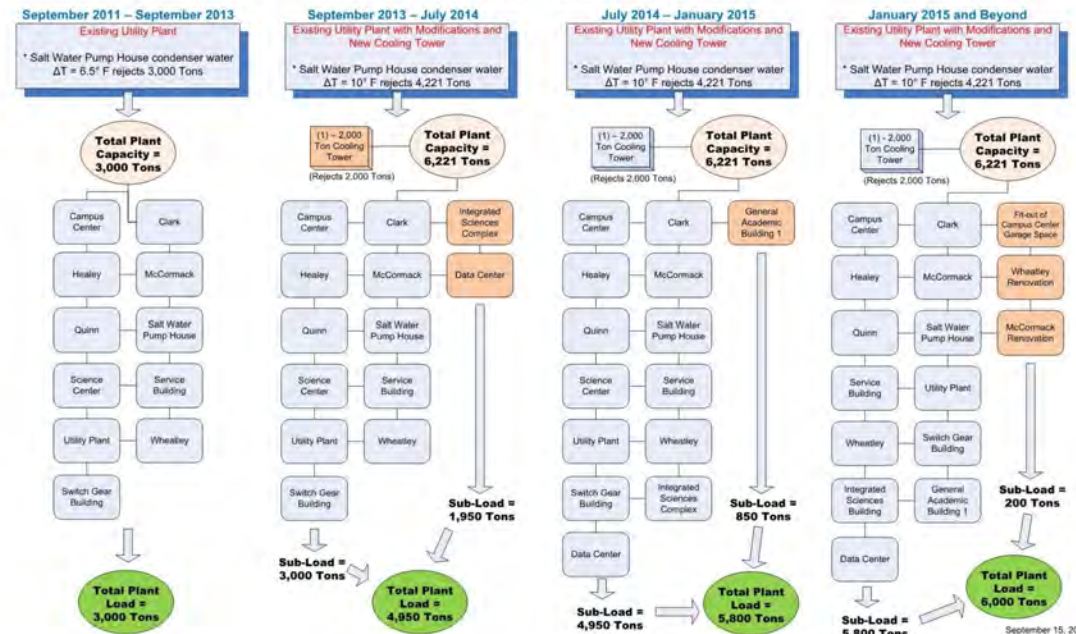 September 2011 – September 2013
Existing Utility Plant
* Salt Water Pump House condenser water
ΔT = 6.5° F rejects 3,000 Tons
Total Plant
Capacity =
3,000 Tons
Campus
Center
Clark
Healey
McCormack
Quinn
Salt Water
Pump House
Science
Center
Service
Building
Utility Plant
Wheatley
Switch Gear
Building
Total Plant
Load =
3,000 Tons
September 2013 – July 2014
Existing Utility Plant with Modifications and
New Cooling Tower
* Salt Water Pump House condenser water
ΔT = 10° F rejects 4,221 Tons
(1) – 2,000
Ton Cooling
Tower
(Rejects 2,000 Tons)
Total Plant
Capacity =
6,221 Tons
Campus
Center
Clark
Integrated
Sciences
Complex
Healey
McCormack
Data Center
Quinn
Salt Water
Pump House
Science
Center
Service
Building
Utility Plant
Wheatley
Switch Gear
Building
Sub-Load =
1,950 Tons
Sub-Load =
3,000 Tons
Total Plant
Load =
4,950 Tons
July 2014 – January 2015
Existing Utility Plant with Modifications and
New Cooling Tower
* Salt Water Pump House condenser water
ΔT = 10° F rejects 4,221 Tons
(1) – 2,000
Ton Cooling
Tower
(Rejects 2,000 Tons)
Total Plant
Capacity =
6,221 Tons
Campus
Center
Clark
General
Academic
Building 1
Healey
McCormack
Quinn
Salt Water
Pump House
Science
Center
Service
Building
Utility Plant
Wheatley
Switch Gear
Building
Integrated
Sciences
Complex
Data Center
Sub-Load =
850 Tons
Sub-Load =
4,950 Tons
Total Plant
Load =
5,800 Tons
January 2015 and Beyond
Existing Utility Plant with Modifications and
New Cooling Tower
* Salt Water Pump House condenser water
ΔT = 10° F rejects 4,221 Tons
(1) – 2,000
Ton Cooling
Tower
(Rejects 2,000 Tons)
Total Plant
Capacity =
6,221 Tons
Campus
Center
Clark
Fit-out of
Campus Center
Garage Space
Healey
McCormack
Wheatley
Renovation
Quinn
Salt Water
Pump House
McCormack
Renovation
Service
Building
Utility Plant
Wheatley
Switch Gear
Building
Integrated
Sciences
Building
General
Academic
Building 1
Data Center
Sub-Load =
200 Tons
Sub-Load =
5,800 Tons
Total Plant
Load =
6,000 Tons
September 15, 20